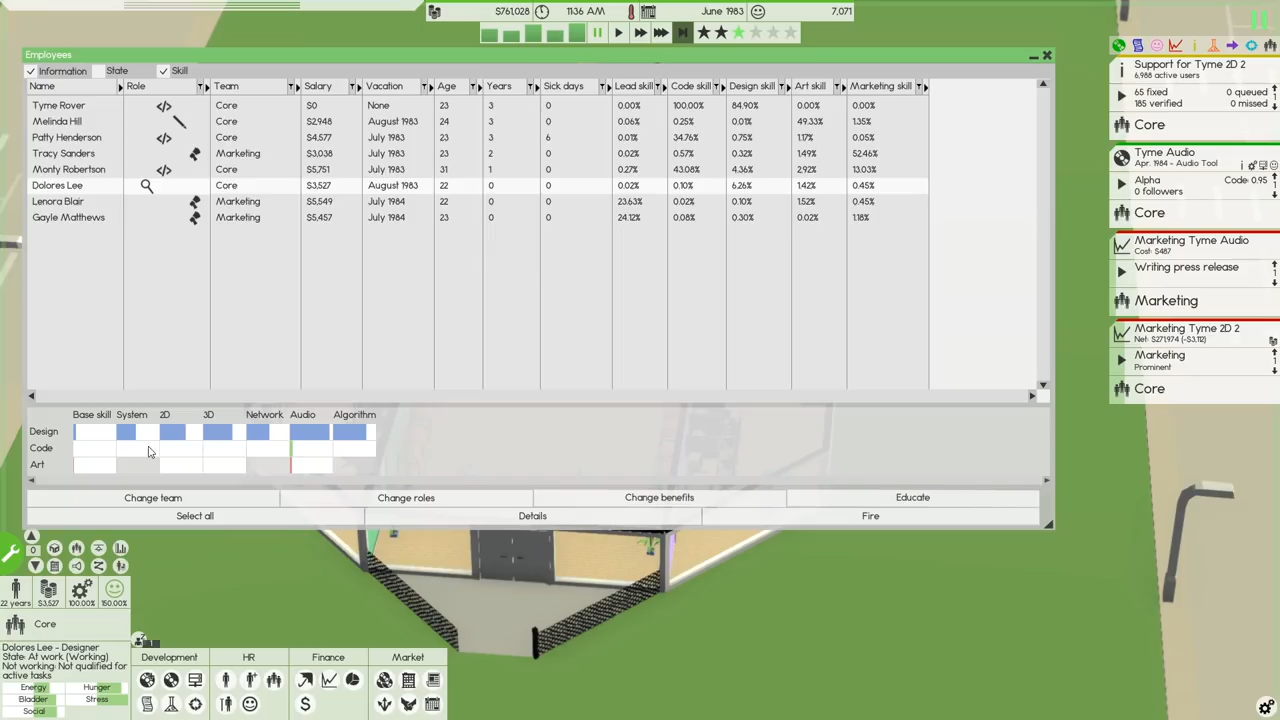 $761,028 11:36 AM June 1983 7,071
Employees
Information State Skill
Name Role Team Salary Vacation Age Years Sick days Lead skill Code skill Design skill Art skill Marketing skill
Tyme Rover Core $0 None 23 3 0 0.00% 100.00% 84.90% 0.00% 0.00%
Melinda Hill Core $2,948 August 1983 24 3 0 0.06% 0.25% 0.01% 49.33% 1.35%
Patty Henderson Core $4,577 July 1983 23 3 6 0.01% 34.76% 0.75% 1.17% 0.05%
Tracy Sanders Marketing $3,038 July 1983 23 2 0 0.02% 0.57% 0.32% 1.49% 52.46%
Monty Robertson Core $5,751 July 1983 31 1 0 0.27% 43.08% 4.36% 2.92% 13.03%
Dolores Lee Core $3,527 August 1983 22 0 0 0.02% 0.10% 6.26% 1.42% 0.45%
Lenora Blair Marketing $5,549 July 1984 22 0 0 23.63% 0.02% 0.10% 1.52% 0.45%
Gayle Matthews Marketing $5,457 July 1984 23 0 0 24.12% 0.08% 0.30% 0.02% 1.18%
Base skill System 2D 3D Network Audio Algorithm
Design
Code
Art
Change team Change roles Change benefits Educate
Select all Details Fire
Support for Tyme 2D 2
6,988 active users
65 fixed 0 queued
185 verified 0 missed
1
Core
Tyme Audio
Apr. 1984 - Audio Tool
Alpha Code: 0.95
0 followers
1
Core
Marketing Tyme Audio
Cost: $487
Writing press release
1
Marketing
Marketing Tyme 2D 2
Net: $271,974 (-$3,112)
Marketing
Prominent
1
Core
0
22 years $3,527 100.00% 150.00%
Core
1
Dolores Lee - Designer
State: At work (Working)
Not working: Not qualified for
active tasks
Energy Hunger
Bladder Stress
Social
Development HR Finance Market